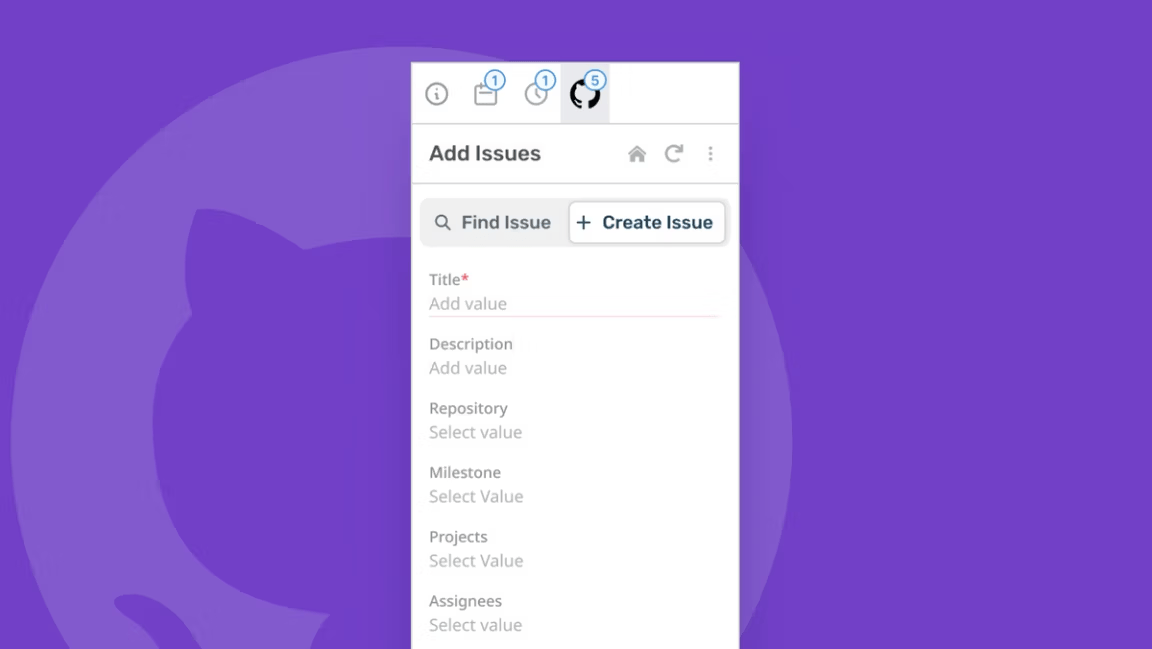 1 1 5
Add Issues
Find Issue + Create Issue
Title*
Add value
Description
Add value
Repository
Select value
Milestone
Select Value
Projects
Select Value
Assignees
Select value